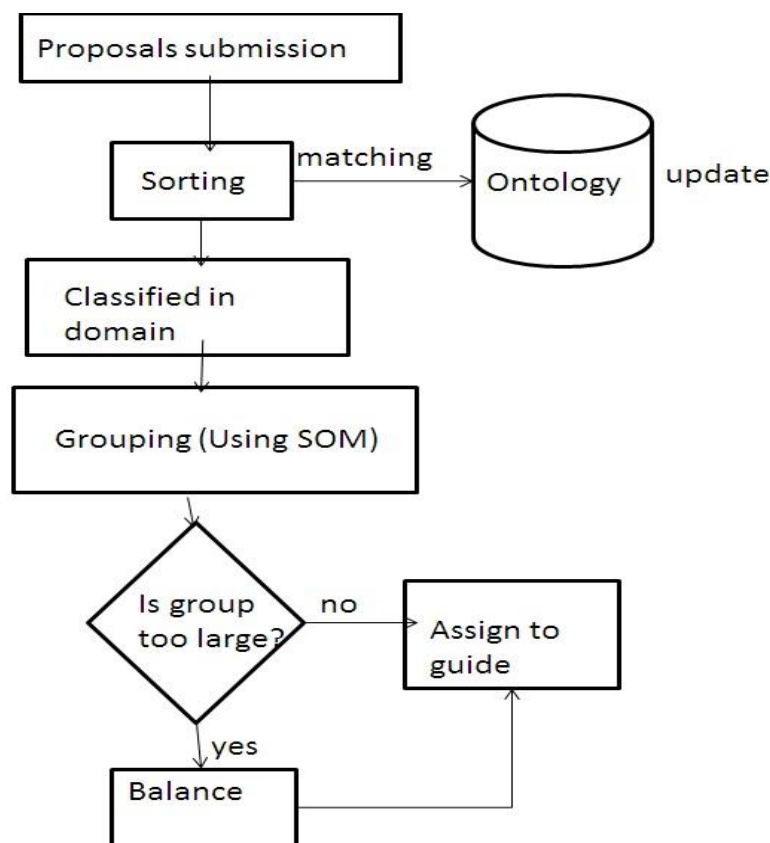 Proposals submission
matching
Sorting
Ontology
update
Classified in
domain
Grouping (Using SOM)
Is group
too large?
no
Assign to
guide
yes
Balance